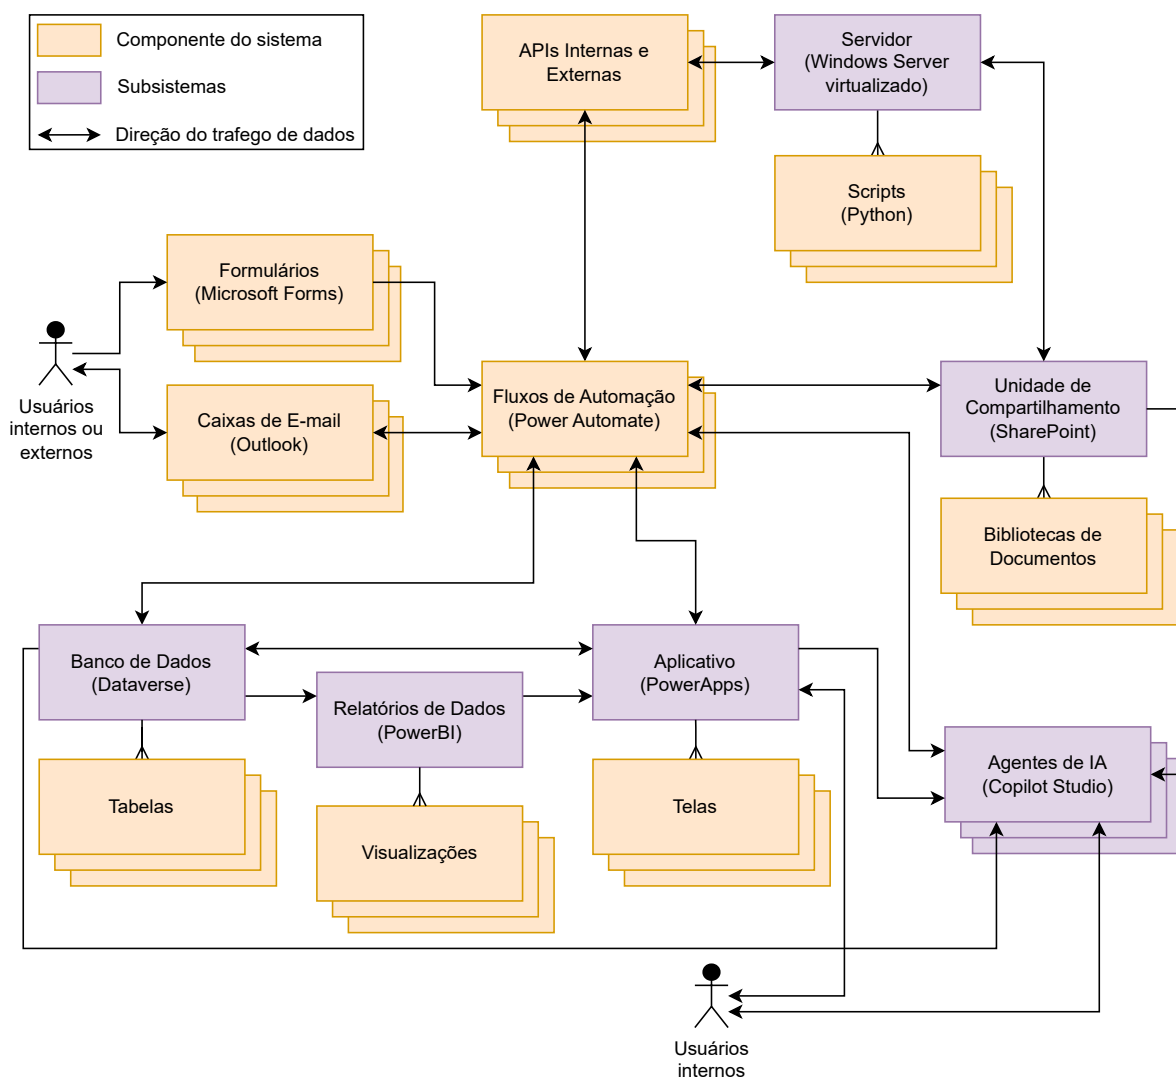 Componente do sistema
Subsistemas
Direção do trafego de dados
APIs Internas e
Externas
Servidor
(Windows Server
virtualizado)
Scripts
(Python)
Formulários
(Microsoft Forms)
Usuários
internos ou
externos
Caixas de E-mail
(Outlook)
Fluxos de Automação
(Power Automate)
Unidade de
Compartilhamento
(SharePoint)
Bibliotecas de
Documentos
Banco de Dados
(Dataverse)
Relatórios de Dados
(PowerBI)
Aplicativo
(PowerApps)
Agentes de IA
(Copilot Studio)
Tabelas
Visualizações
Telas
Usuários
internos